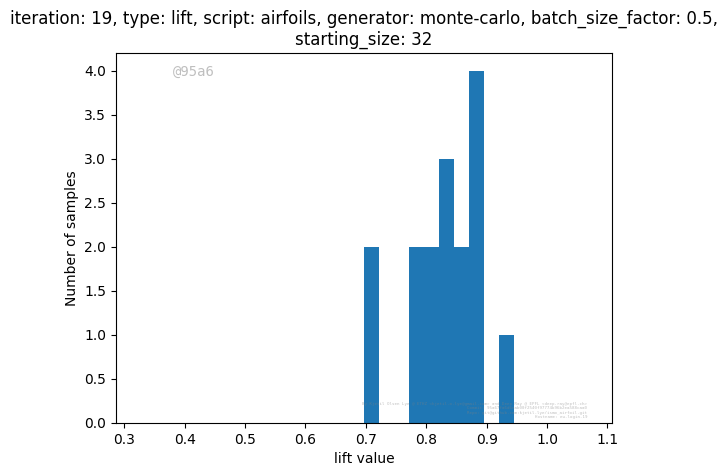 iteration: 19, type: lift, script: airfoils, generator: monte-carlo, batch_size_factor: 0.5,
starting_size: 32
@95a6
4.0
3.5
3.0
2.5
2.0
1.5
1.0
0.5
0.0
Number of samples
0.3 0.4 0.5 0.6 0.7 0.8 0.9 1.0 1.1
lift value